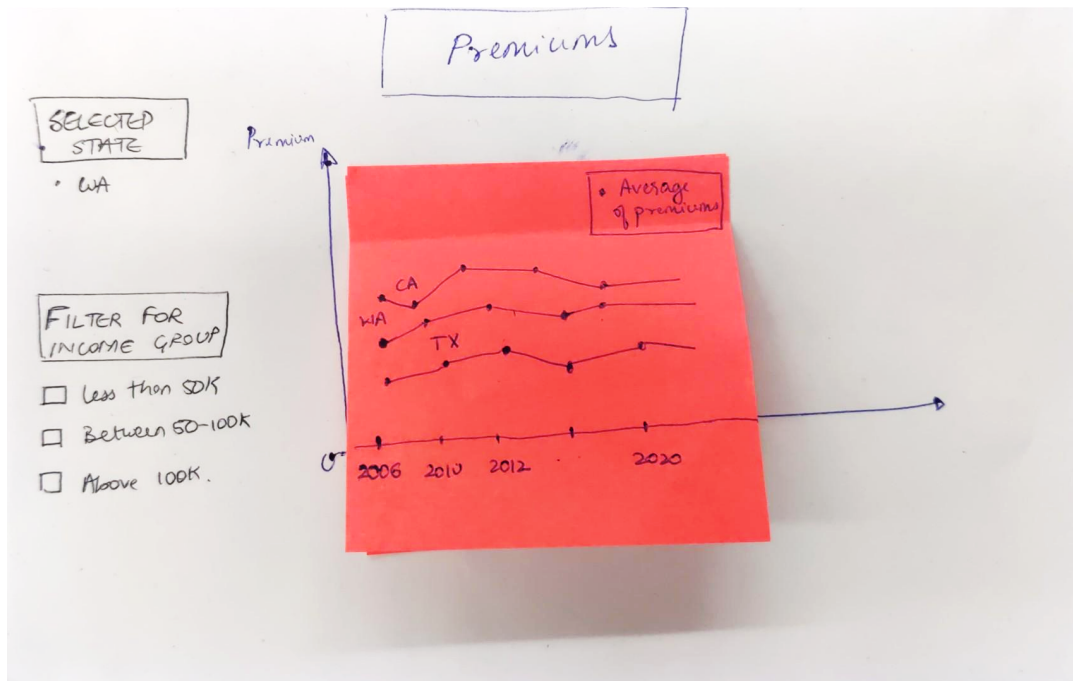 Premiums
SELECTED
STATE
• WA
Premium
• Average
of premiums
CA
WA
TX
FILTER FOR
INCOME GROUP
Less than 50K
Between 50-100K
Above 100K.
0
2006 2010 2012 2020